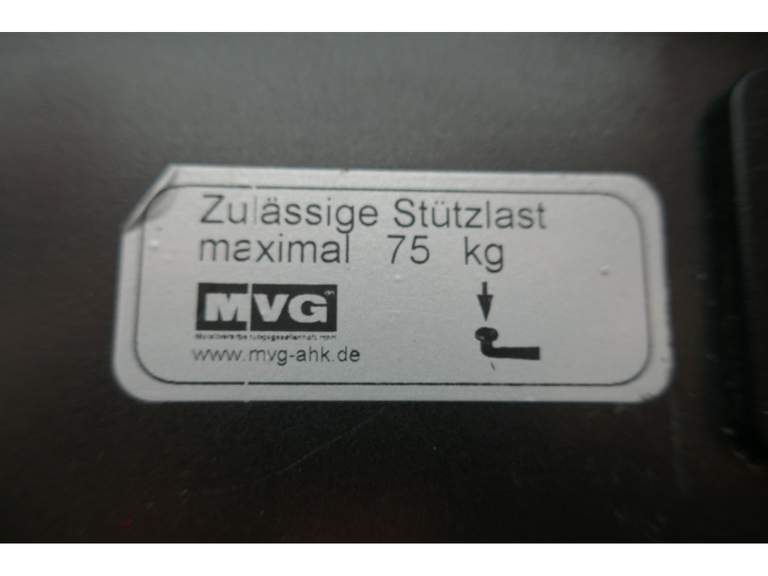 Zulässige Stützlast
maximal 75 kg
MVG
www.mvg-ahk.de